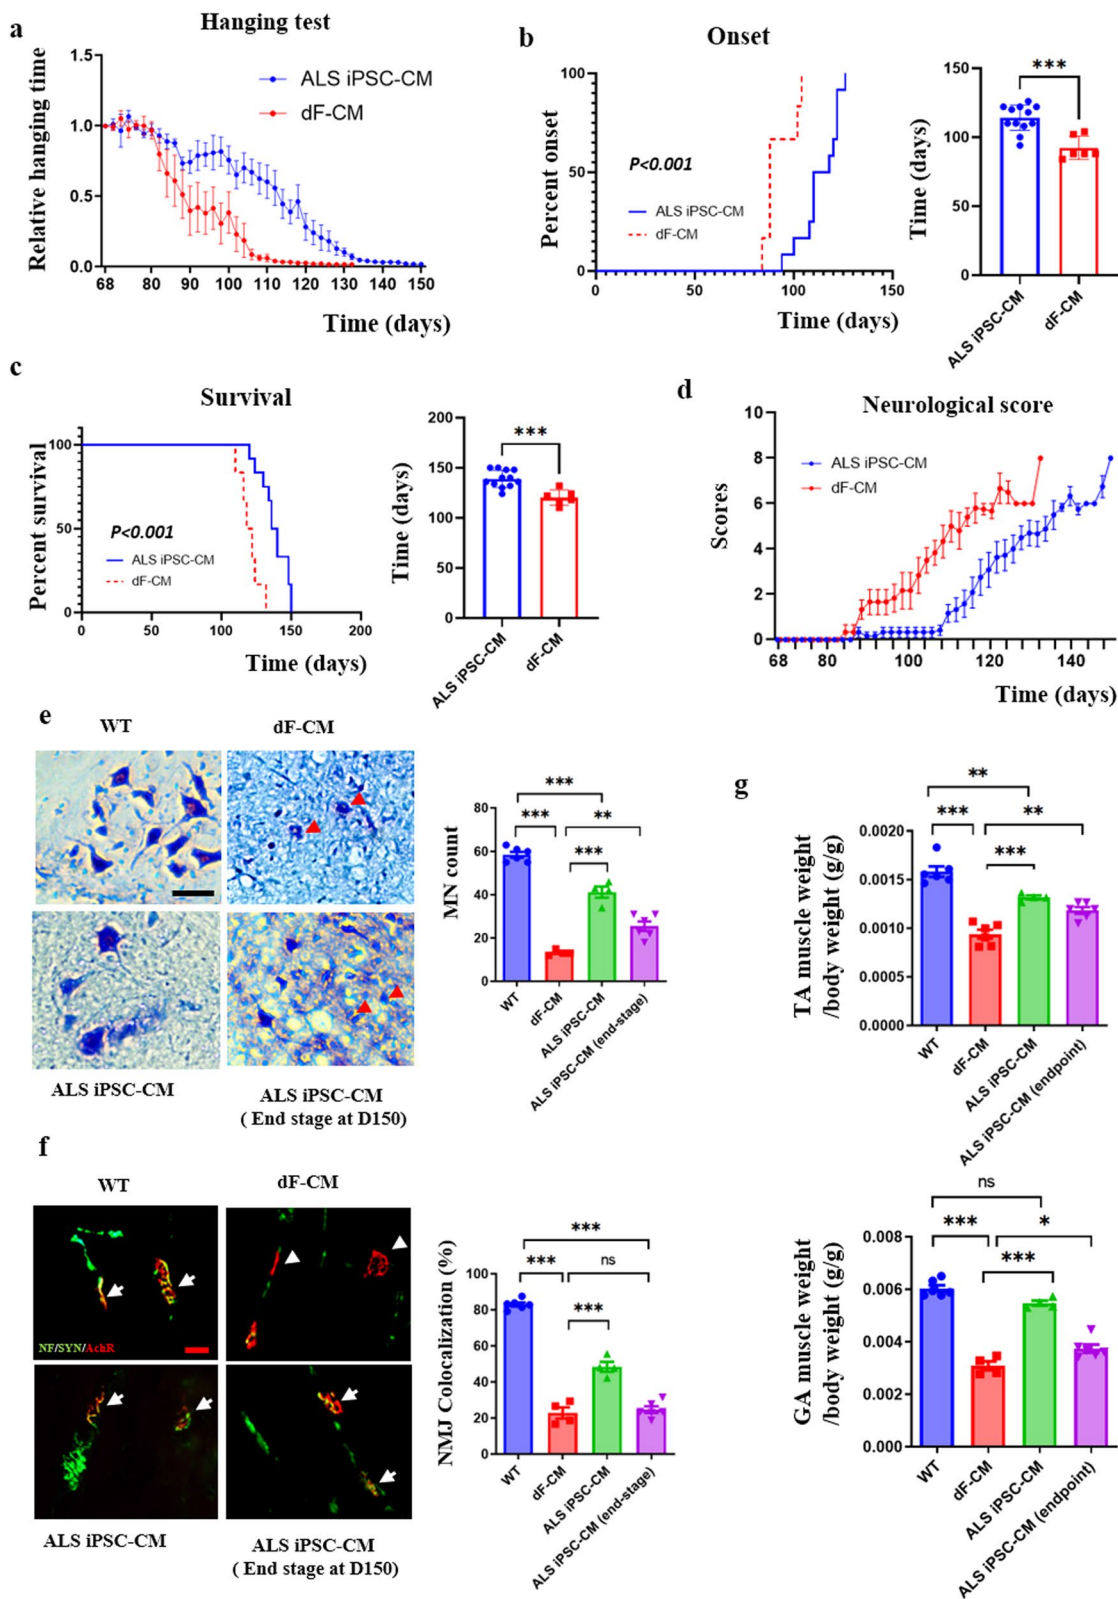 a
Hanging test
Relative hanging time
1.5
1.0
0.5
0.0
ALS iPSC-CM
dF-CM
68 80 90 100 110 120 130 140 150
Time (days)
b
Onset
Percent onset
100
50
0
P<0.001
ALS iPSC-CM
dF-CM
0 50 100 150
Time (days)
Time (days)
150
100
50
0
***
ALS iPSC-CM
dF-CM
c
Survival
Percent survival
100
50
0
P<0.001
ALS iPSC-CM
dF-CM
0 50 100 150 200
Time (days)
Time (days)
200
150
100
50
0
***
ALS iPSC-CM
dF-CM
d
Neurological score
Scores
10
8
6
4
2
0
ALS iPSC-CM
dF-CM
68 80 100 120 140
Time (days)
e
WT
dF-CM
ALS iPSC-CM
ALS iPSC-CM
( End stage at D150)
MN count
80
60
40
20
0
***
*** **
***
WT
dF-CM
ALS iPSC-CM
ALS iPSC-CM (end-stage)
f
WT
dF-CM
NF/SYN/AchR
ALS iPSC-CM
ALS iPSC-CM
( End stage at D150)
NMJ Colocalization (%)
100
80
60
40
20
0
***
*** ns
***
WT
dF-CM
ALS iPSC-CM
ALS iPSC-CM (end-stage)
g
TA muscle weight
/body weight (g/g)
0.0020
0.0015
0.0010
0.0005
0.0000
**
*** **
***
WT
dF-CM
ALS iPSC-CM
ALS iPSC-CM (endpoint)
GA muscle weight
/body weight (g/g)
0.008
0.006
0.004
0.002
0.000
ns
*** *
***
WT
dF-CM
ALS iPSC-CM
ALS iPSC-CM (endpoint)